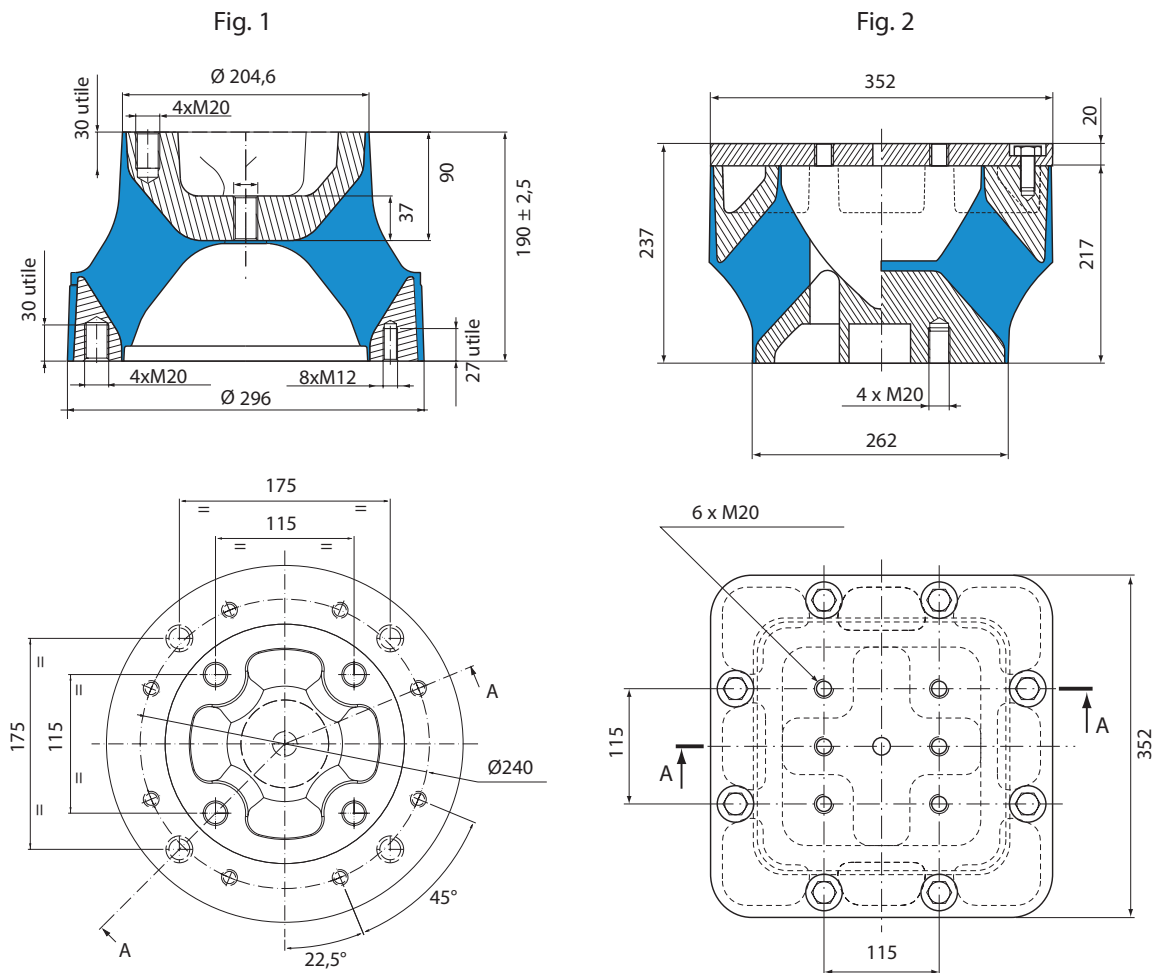 Fig. 1
Ø 204,6
30 utile
4xM20
90
37
190 ± 2,5
30 utile
27 utile
4xM20
8xM12
Ø 296
175
=
=
115
=
=
175
=
=
115
=
=
A
Ø240
45°
22,5°
A
Fig. 2
352
20
237
217
4 x M20
262
6 x M20
115
A
A
352
115